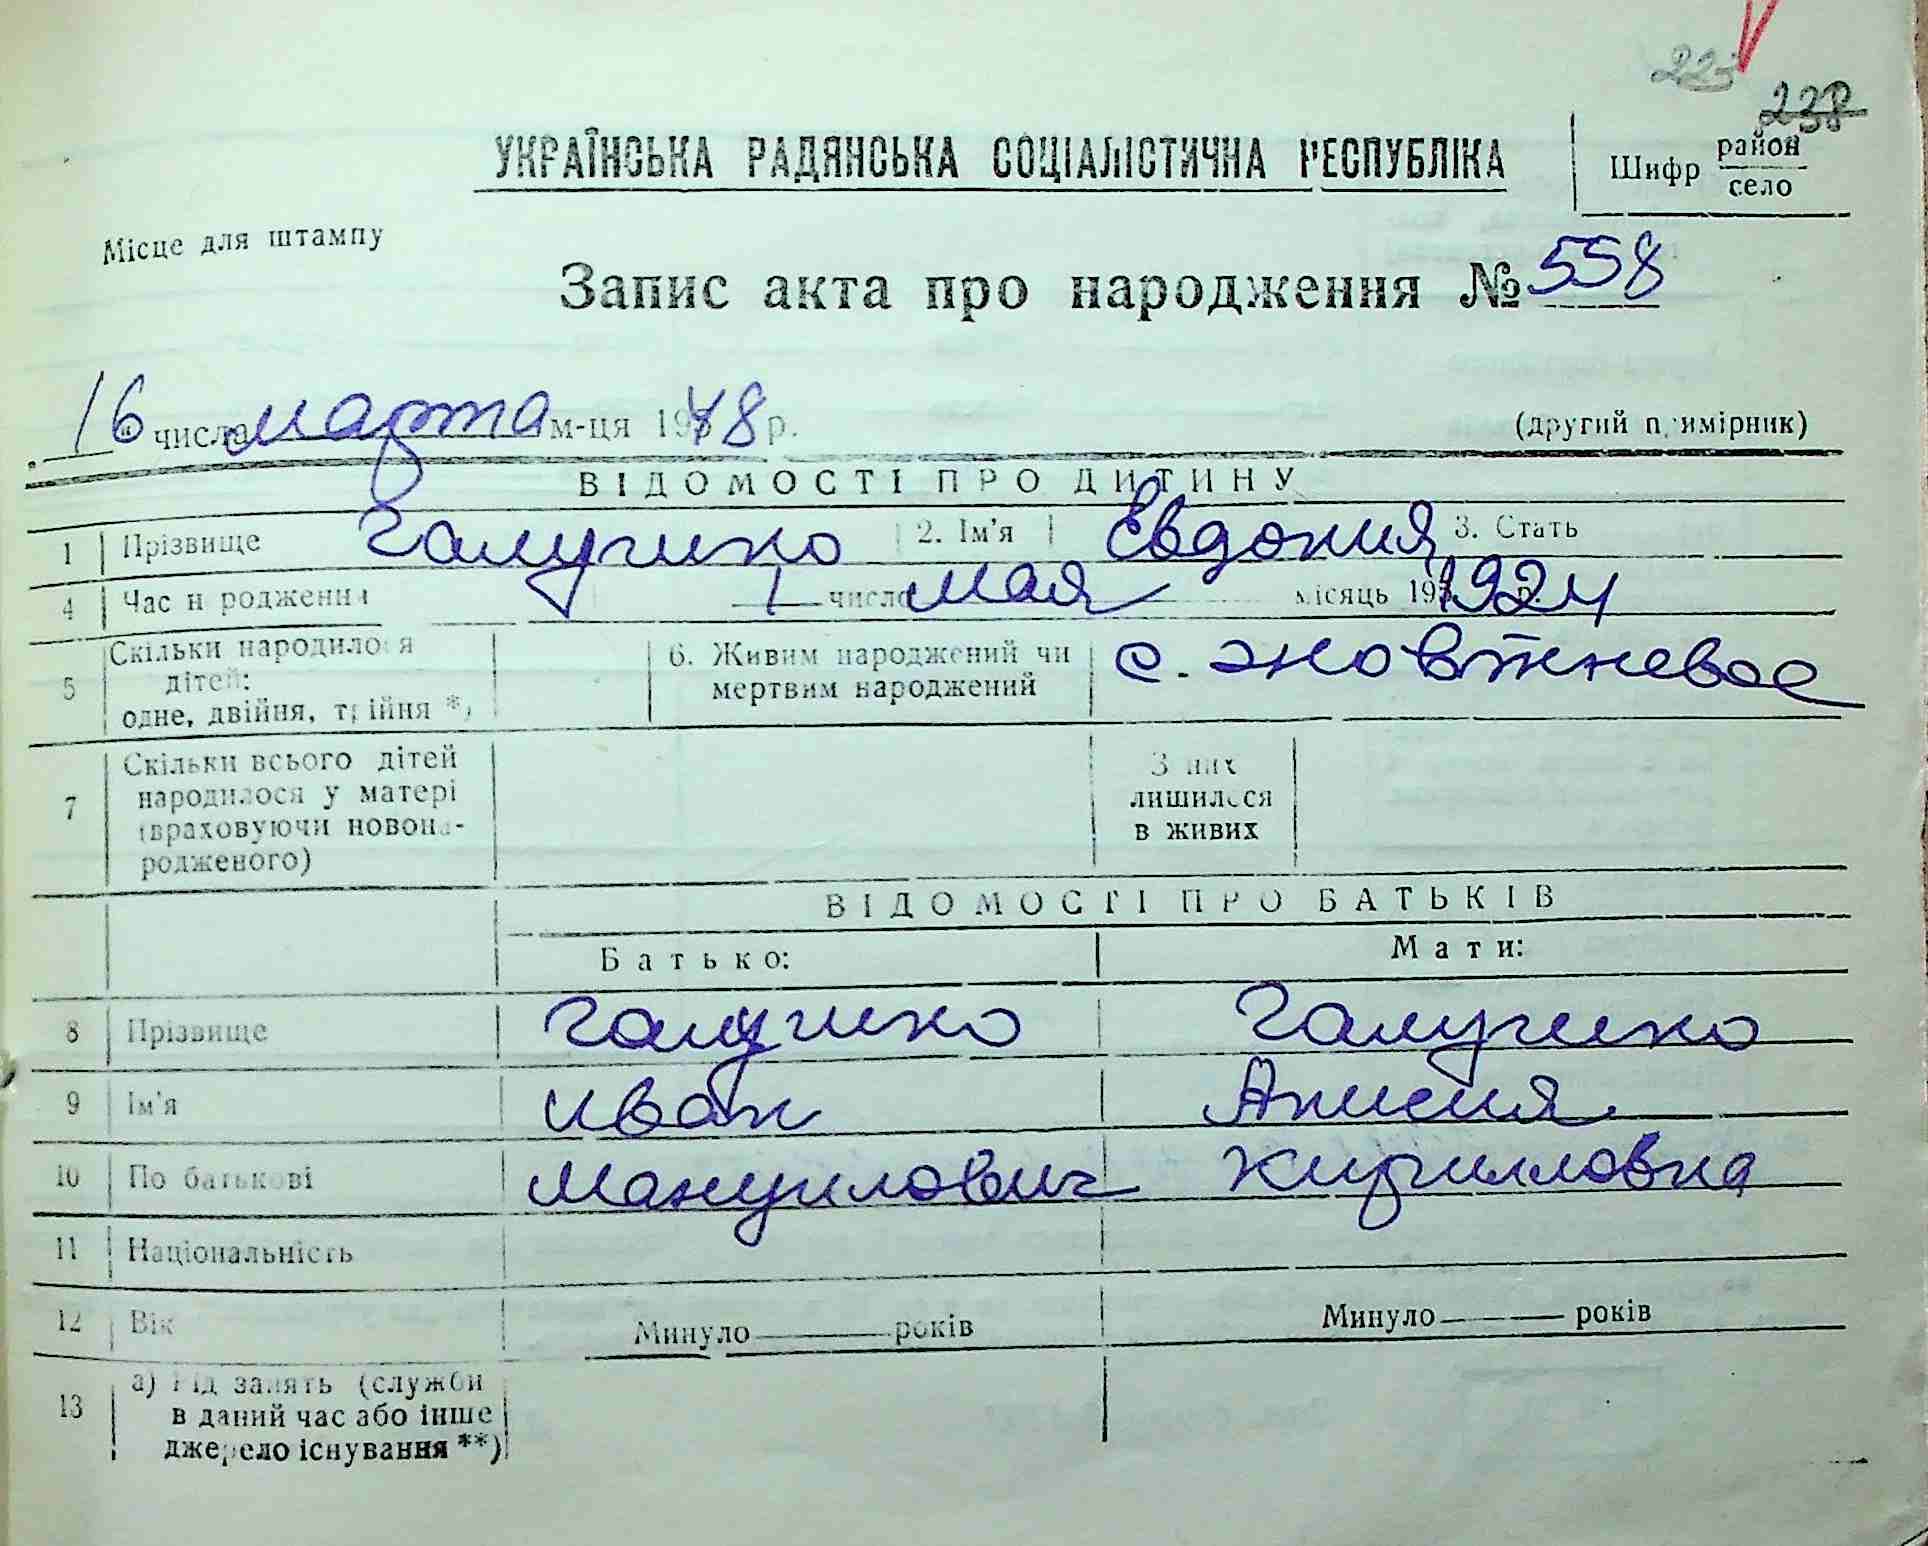 225
238
УКРАЇНСЬКА РАДЯНСЬКА СОЦІАЛІСТИЧНА РЕСПУБЛІКА
Шифр район
село
Місце для штампу
Запис акта про народження № 558
16 числа марта м-ця 1948 р.
(другий примірник)
ВІДОМОСТІ ПРО ДИТИНУ
1 Прізвище Галушко 2. Ім'я Евдокия 3. Стать
4 Час народження 1 число мая місяць 195 1924
5 Скільки народилося дітей: одне, двійня, трійня *) 6. Живим народжений чи мертвим народжений с. Жовтневое
7 Скільки всього дітей народилося у матері (враховуючи новонародженого) З них лишилося в живих
ВІДОМОСТІ ПРО БАТЬКІВ
Батько: Мати:
8 Прізвище Галушко Галушко
9 Ім'я Иван Анисия
10 По батькові Мануилович Кирилловна
11 Національність
12 Вік Минуло років Минуло років
13 а) Рід занять (служби в даний час або інше джерело існування **)